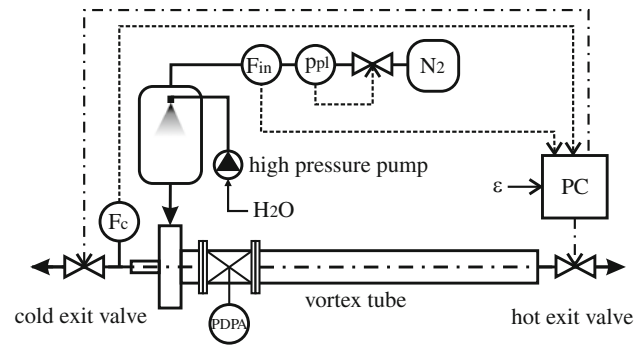 Fin
ppl
N2
high pressure pump
H2O
Fc
ε
PC
PDPA
vortex tube
cold exit valve
hot exit valve